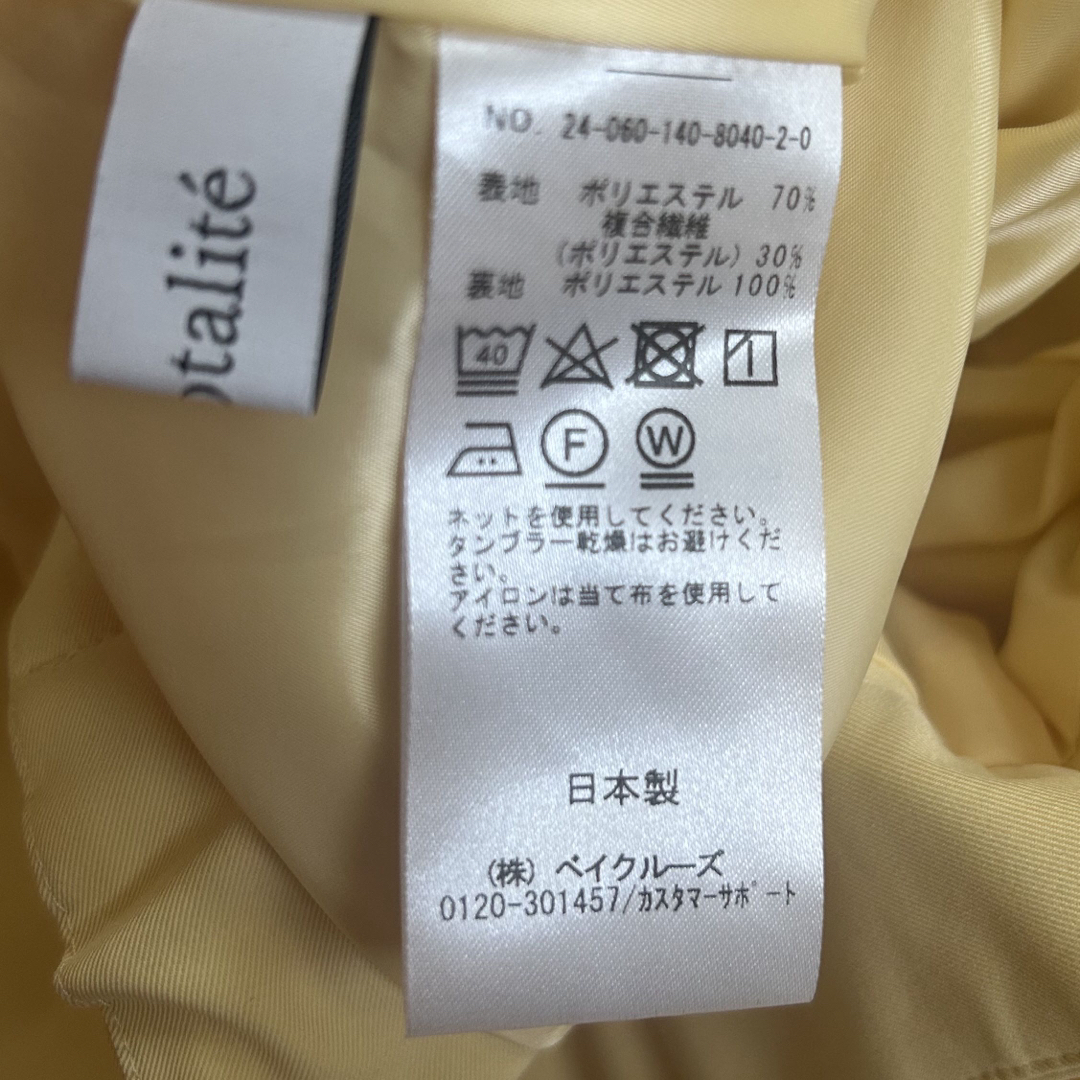 otalité
NO. 24-060-140-8040-2-0
表地 ポリエステル 70%
複合繊維
(ポリエステル) 30%
裏地 ポリエステル 100%
40
F W
ネットを使用してください。
タンブラー乾燥はお避けくだ
さい。
アイロンは当て布を使用して
ください。
日本製
(株) ベイクルーズ
0120-301457/カスタマーサポート